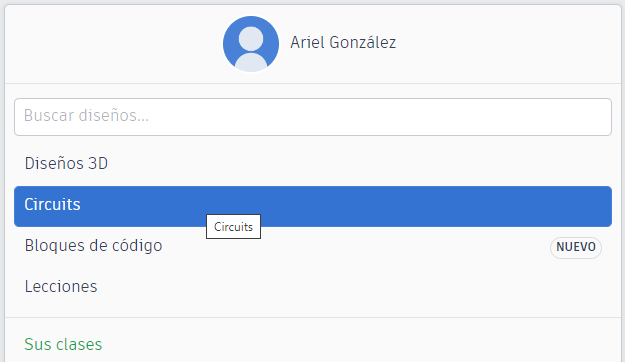 Ariel González
Buscar diseños...
Diseños 3D
Circuits
Circuits
Bloques de código
NUEVO
Lecciones
Sus clases